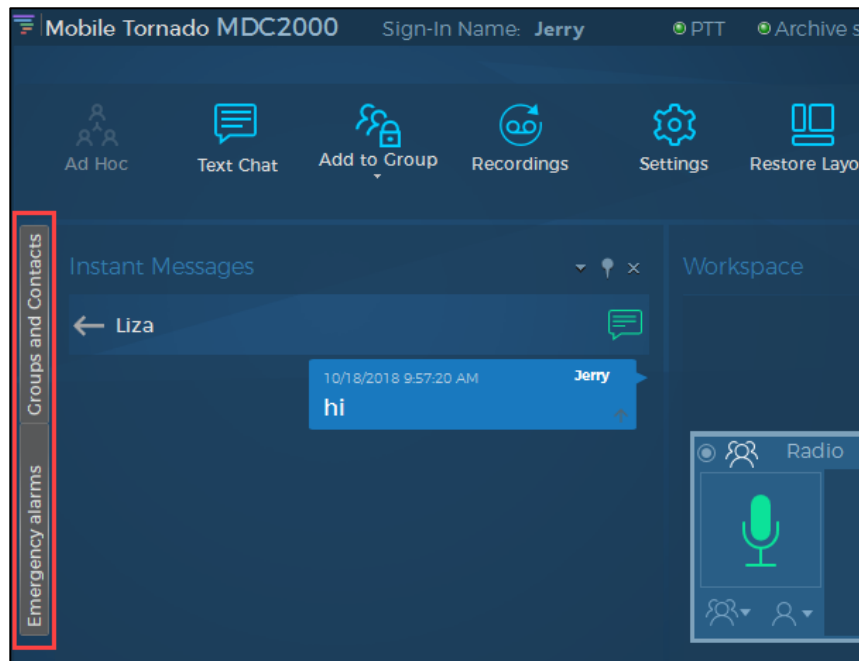 Mobile Tornado MDC2000 Sign-In Name: Jerry PTT Archive s
Ad Hoc Text Chat Add to Group Recordings Settings Restore Layo
Groups and Contacts
Emergency alarms
Instant Messages
Liza
10/18/2018 9:57:20 AM Jerry
hi
Workspace
Radio